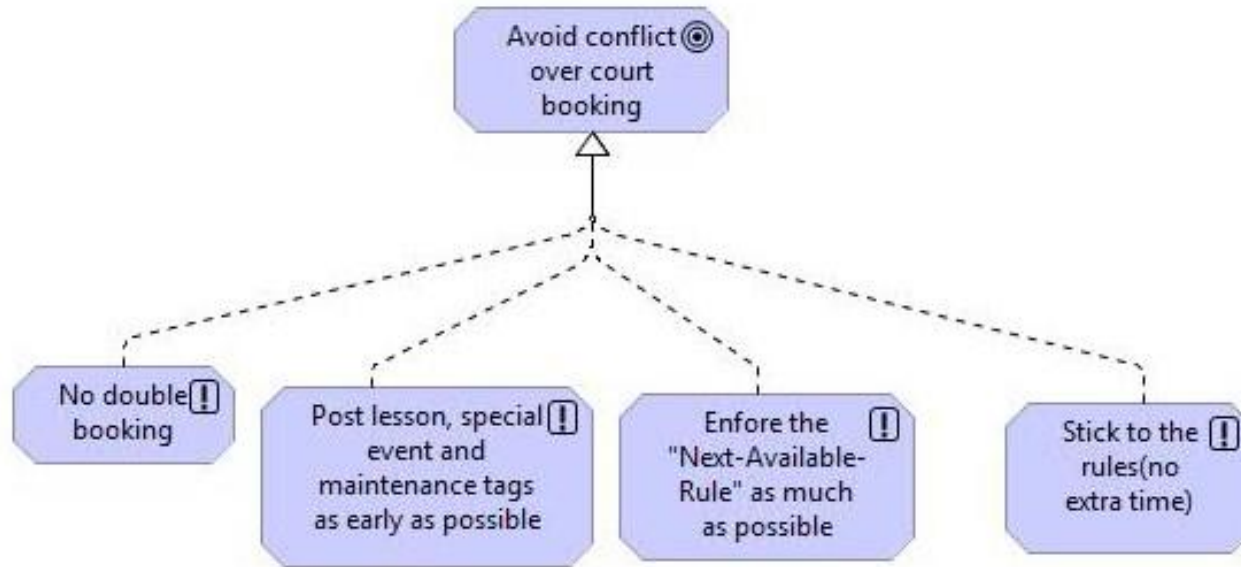 Avoid conflict
over court
booking
No double
booking
Post lesson, special
event and
maintenance tags
as early as possible
Enfore the
"Next-Available-
Rule" as much
as possible
Stick to the
rules(no
extra time)